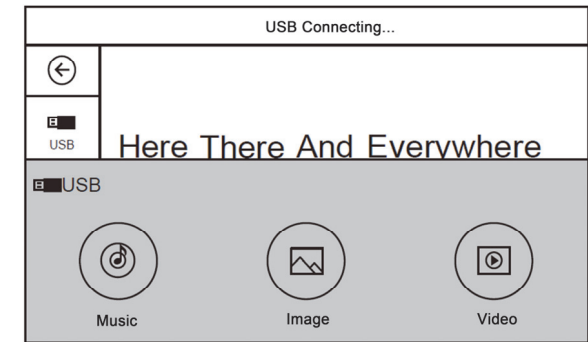 USB Connecting...
USB
Here There And Everywhere
USB
Music Image Video